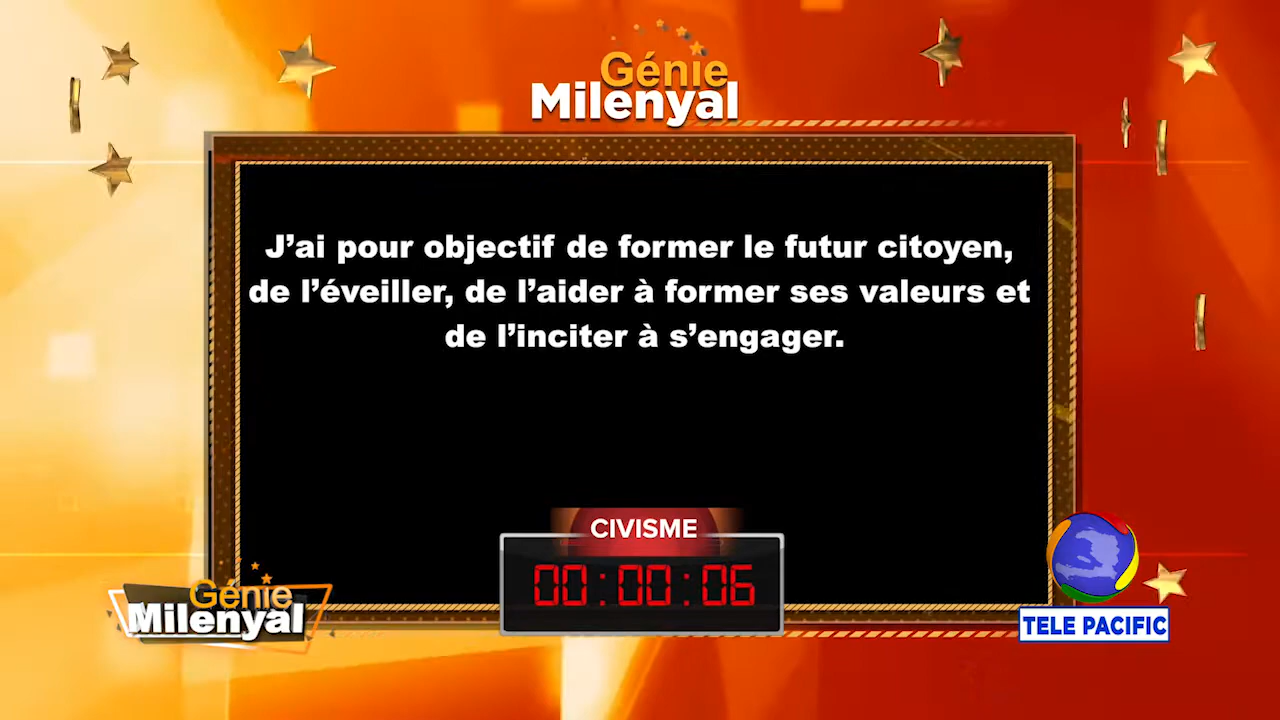 Génie
Milenyal
J’ai pour objectif de former le futur citoyen,
de l’éveiller, de l’aider à former ses valeurs et
de l’inciter à s’engager.
CIVISME
00:00:06
Génie
Milenyal
TELE PACIFIC